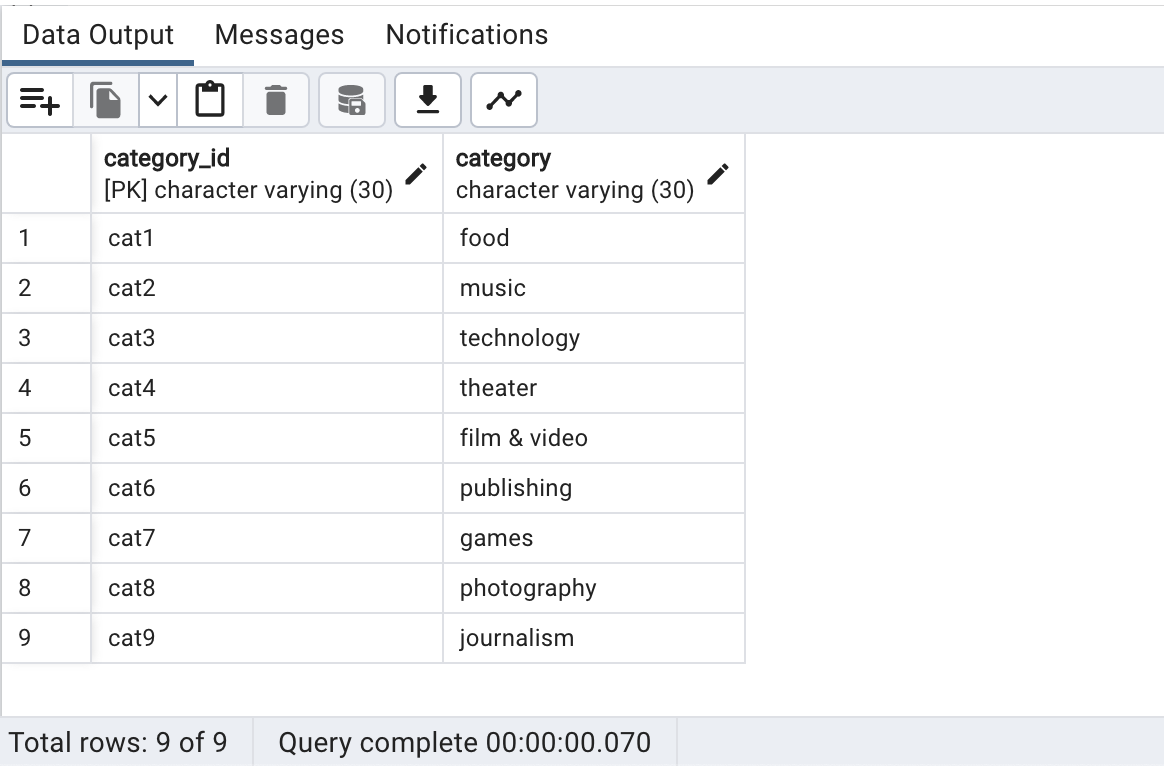 Data Output Messages Notifications
category_id category
[PK] character varying (30) character varying (30)
1 cat1 food
2 cat2 music
3 cat3 technology
4 cat4 theater
5 cat5 film & video
6 cat6 publishing
7 cat7 games
8 cat8 photography
9 cat9 journalism
Total rows: 9 of 9 Query complete 00:00:00.070